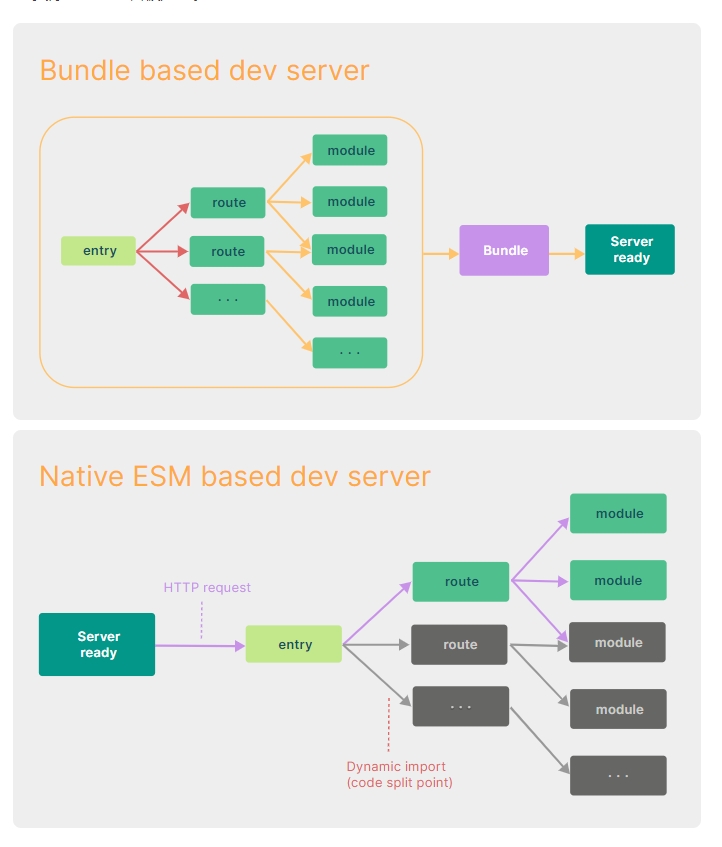 Bundle based dev server
module
route
module
entry
route
module
Bundle
Server
ready
. . .
module
. . .
Native ESM based dev server
module
HTTP request
route
module
Server
ready
entry
route
module
. . .
module
Dynamic import
(code split point)
. . .